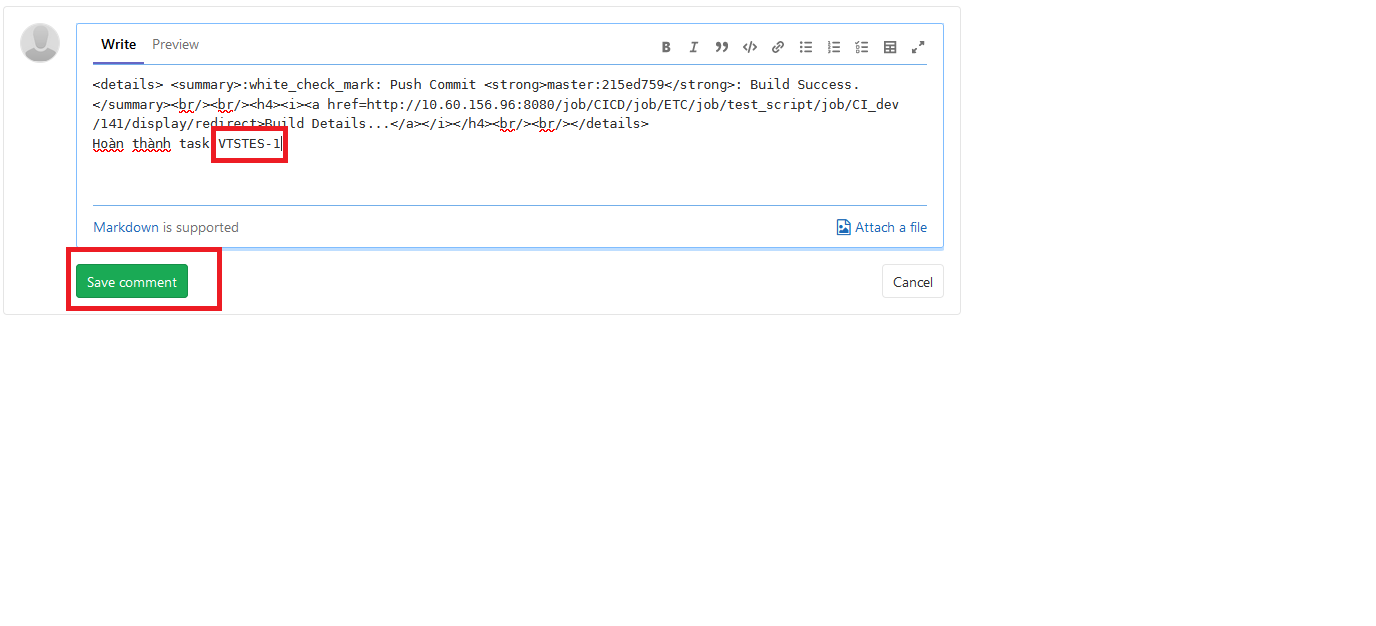 Write Preview
<details> <summary>:white_check_mark: Push Commit <strong>master:215ed759</strong>: Build Success.
</summary><br/><br/><h4><i><a href=http://10.60.156.96:8080/job/CICD/job/ETC/job/test_script/job/CI_dev
/141/display/redirect>Build Details...</a></i></h4><br/><br/></details>
Hoàn thành task VTSTES-1
Markdown is supported Attach a file
Save comment Cancel